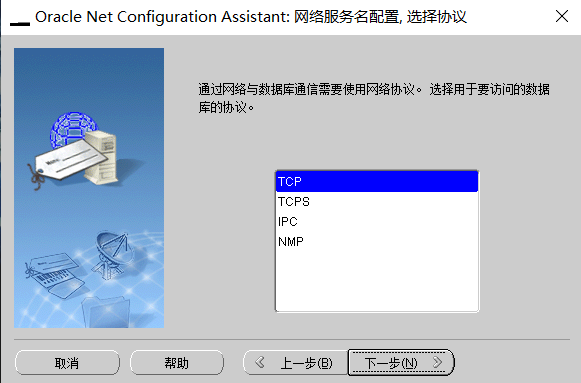 Oracle Net Configuration Assistant: 网络服务名配置, 选择协议
通过网络与数据库通信需要使用网络协议。 选择用于要访问的数据
库的协议。
TCP
TCPS
IPC
NMP
取消 帮助 上一步(B) 下一步(N)